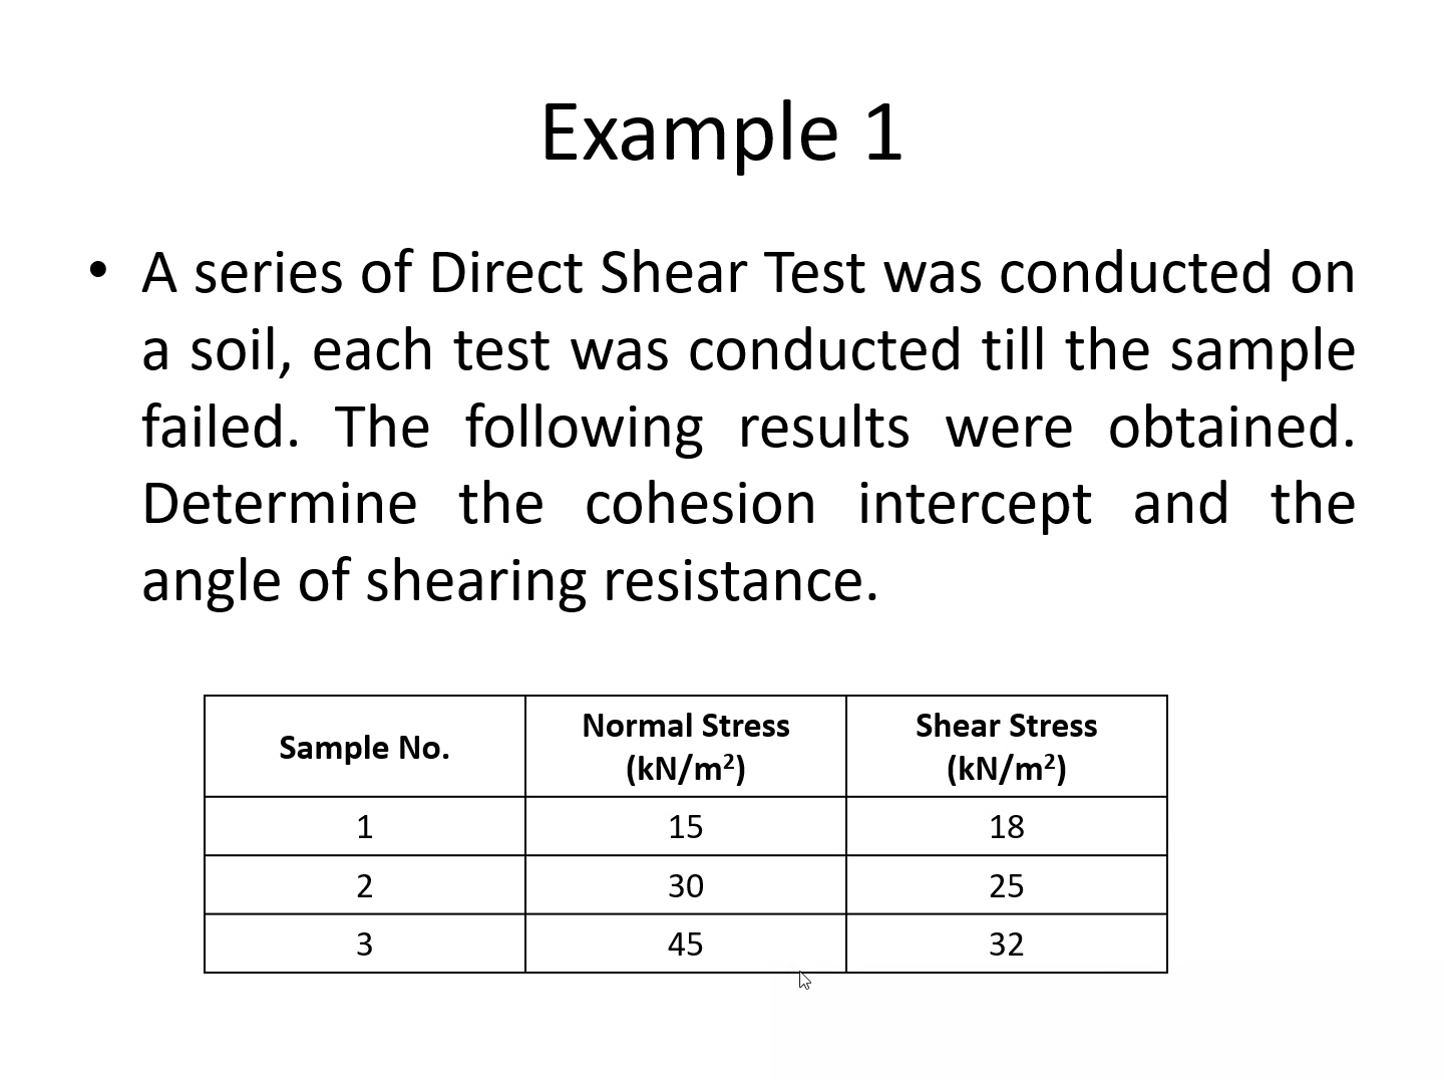 Example 1
• A series of Direct Shear Test was conducted on
a soil, each test was conducted till the sample
failed. The following results were obtained.
Determine the cohesion intercept and the
angle of shearing resistance.
Sample No. Normal Stress (kN/m²) Shear Stress (kN/m²)
1 15 18
2 30 25
3 45 32